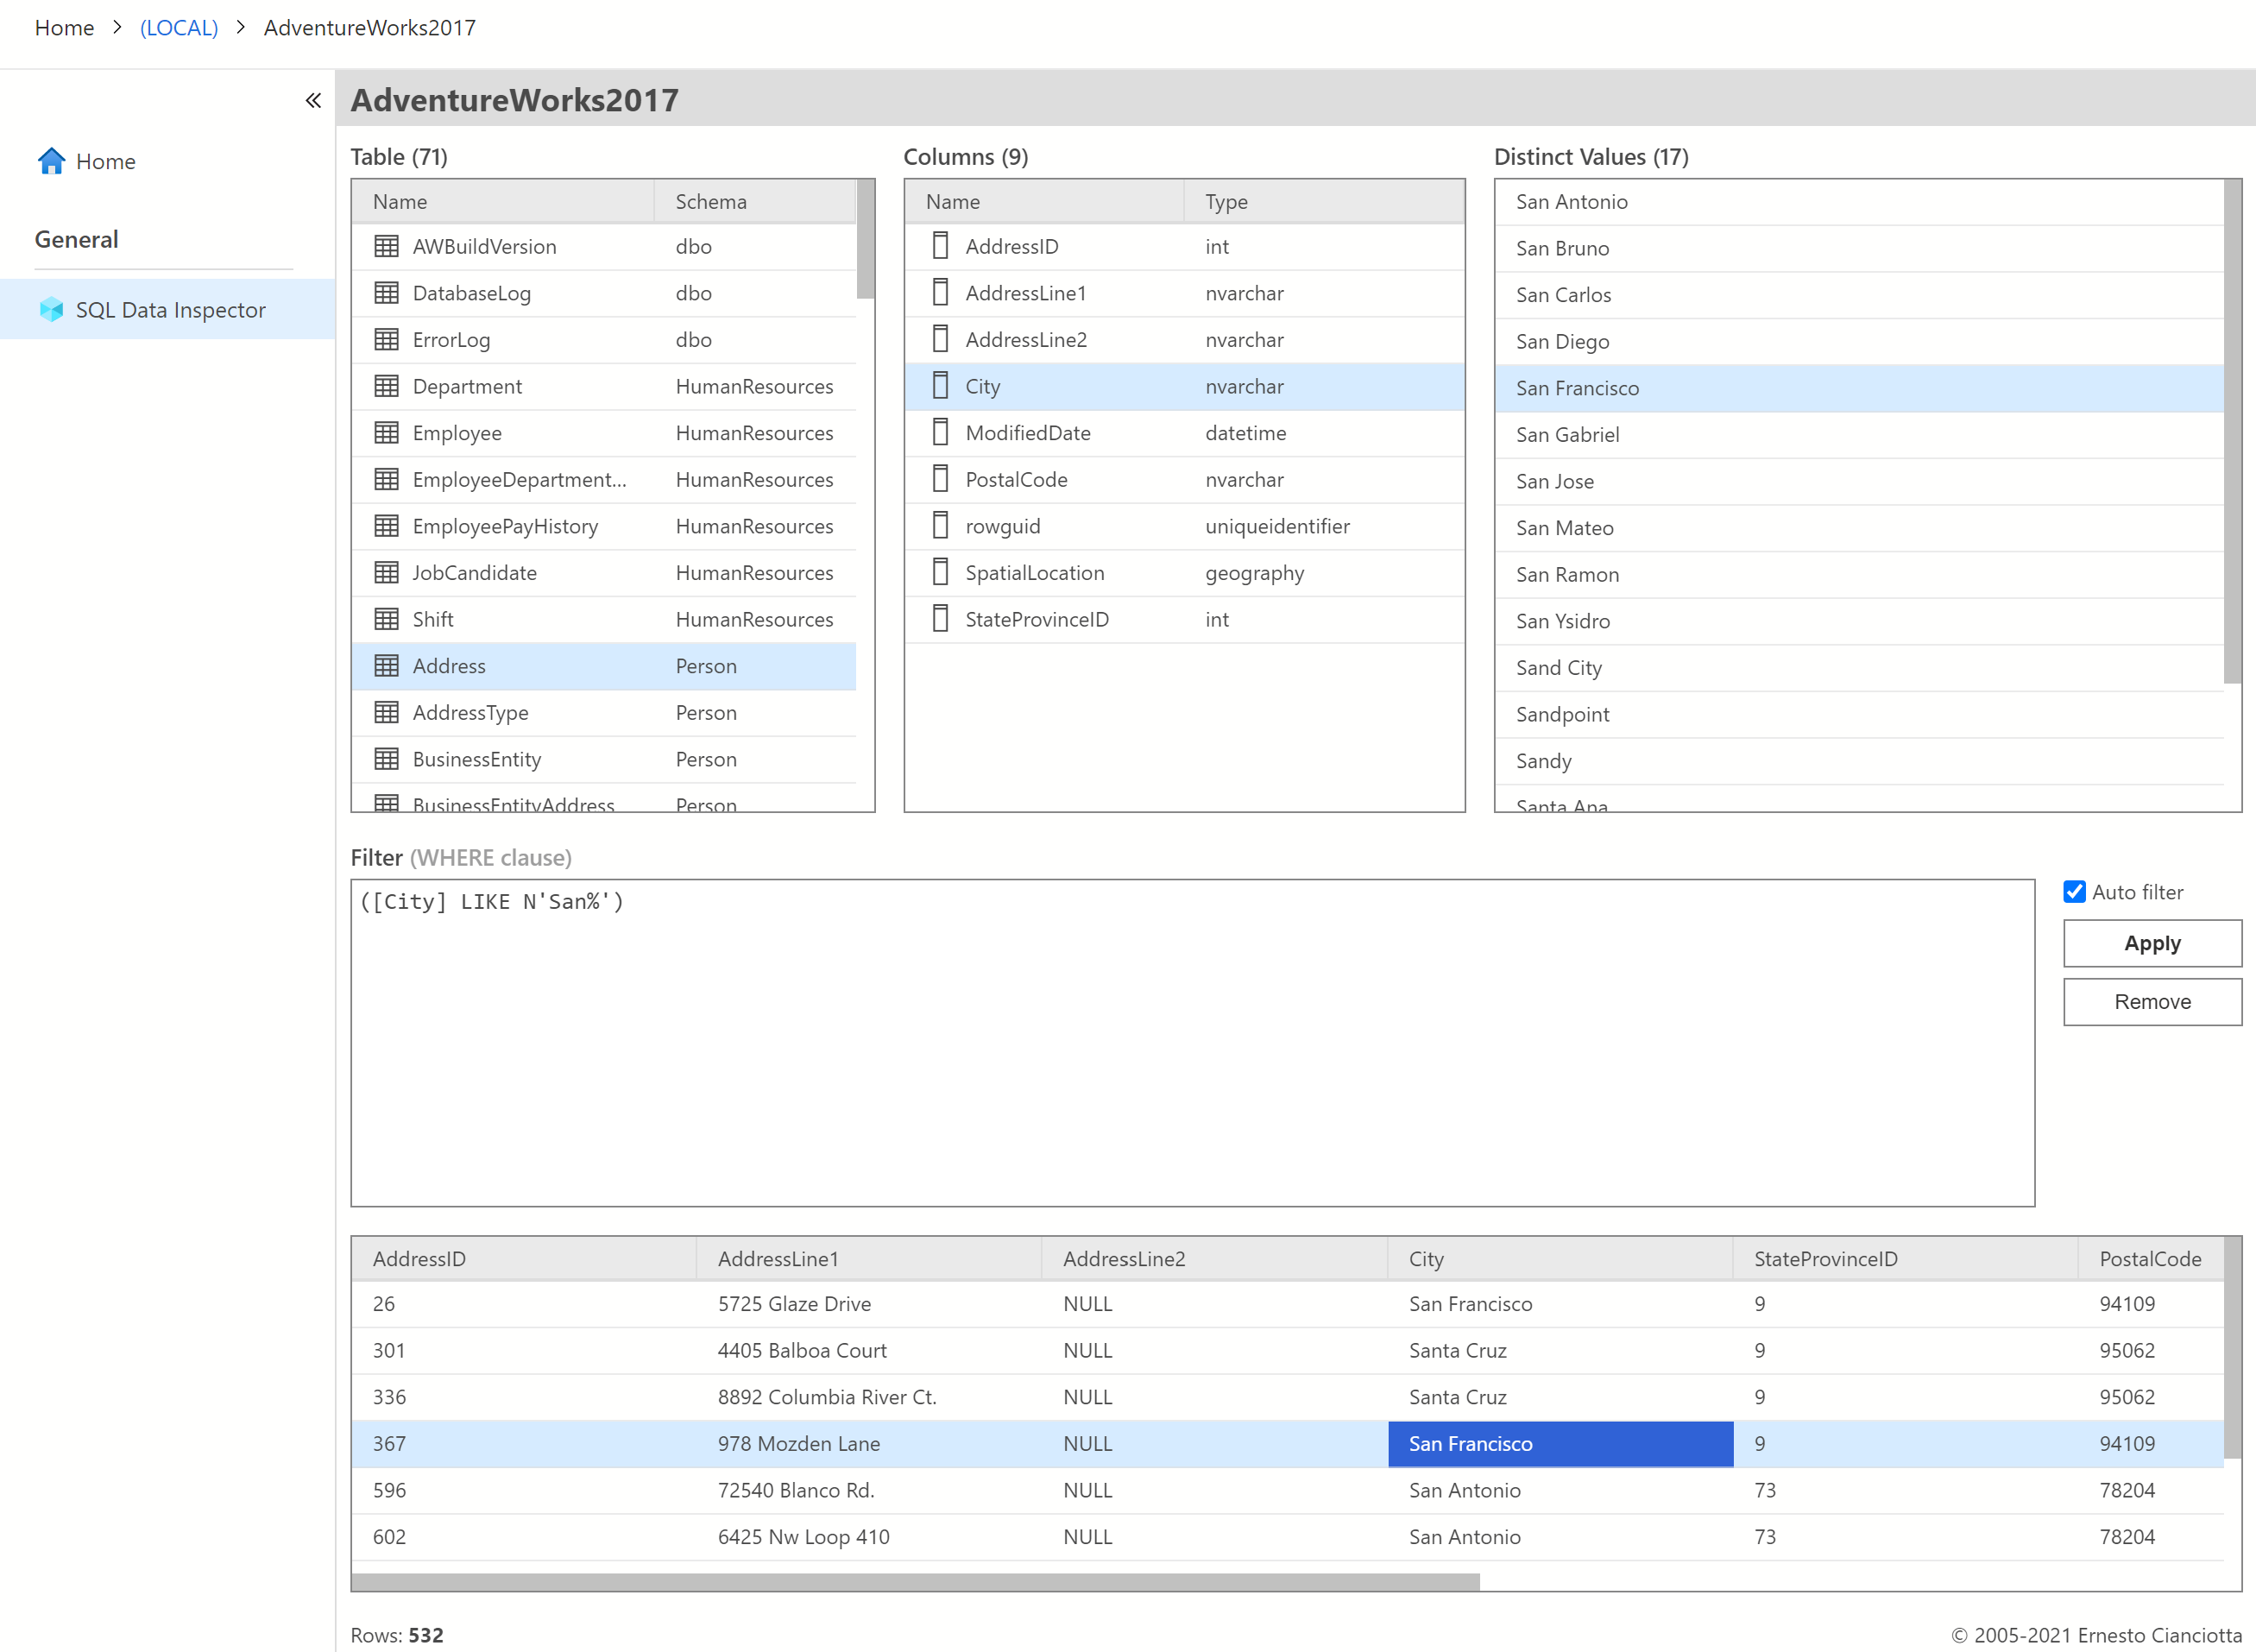 Home > (LOCAL) > AdventureWorks2017
AdventureWorks2017
Home
General
SQL Data Inspector
Table (71)
Name Schema
AWBuildVersion dbo
DatabaseLog dbo
ErrorLog dbo
Department HumanResources
Employee HumanResources
EmployeeDepartment... HumanResources
EmployeePayHistory HumanResources
JobCandidate HumanResources
Shift HumanResources
Address Person
AddressType Person
BusinessEntity Person
BusinessEntityAddress Person
Columns (9)
Name Type
AddressID int
AddressLine1 nvarchar
AddressLine2 nvarchar
City nvarchar
ModifiedDate datetime
PostalCode nvarchar
rowguid uniqueidentifier
SpatialLocation geography
StateProvinceID int
Distinct Values (17)
San Antonio
San Bruno
San Carlos
San Diego
San Francisco
San Gabriel
San Jose
San Mateo
San Ramon
San Ysidro
Sand City
Sandpoint
Sandy
Santa Ana
Filter (WHERE clause)
([City] LIKE N'San%')
Auto filter
Apply
Remove
AddressID AddressLine1 AddressLine2 City StateProvinceID PostalCode
26 5725 Glaze Drive NULL San Francisco 9 94109
301 4405 Balboa Court NULL Santa Cruz 9 95062
336 8892 Columbia River Ct. NULL Santa Cruz 9 95062
367 978 Mozden Lane NULL San Francisco 9 94109
596 72540 Blanco Rd. NULL San Antonio 73 78204
602 6425 Nw Loop 410 NULL San Antonio 73 78204
Rows: 532
© 2005-2021 Ernesto Cianciotta